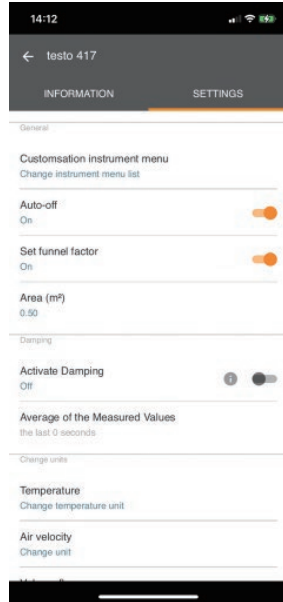 14:12
← testo 417
INFORMATION SETTINGS
General
Customsation instrument menu
Change instrument menu list
Auto-off
On
Set funnel factor
On
Area (m²)
0.50
Damping
Activate Damping
Off
Average of the Measured Values
the last 0 seconds
Change units
Temperature
Change temperature unit
Air velocity
Change unit